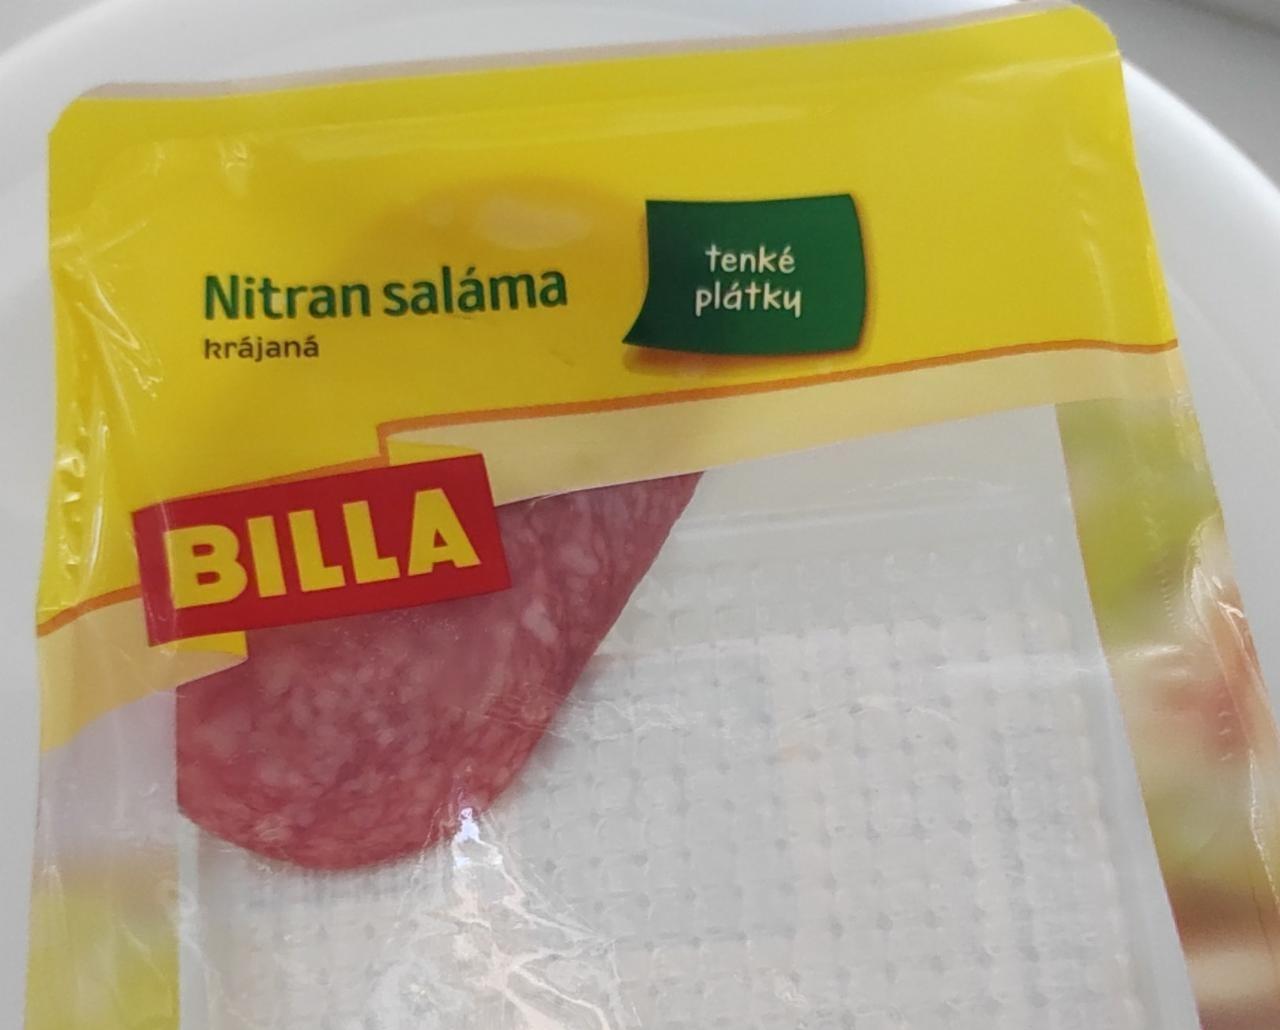 Nitran saláma
krájaná
tenké
plátky
BILLA